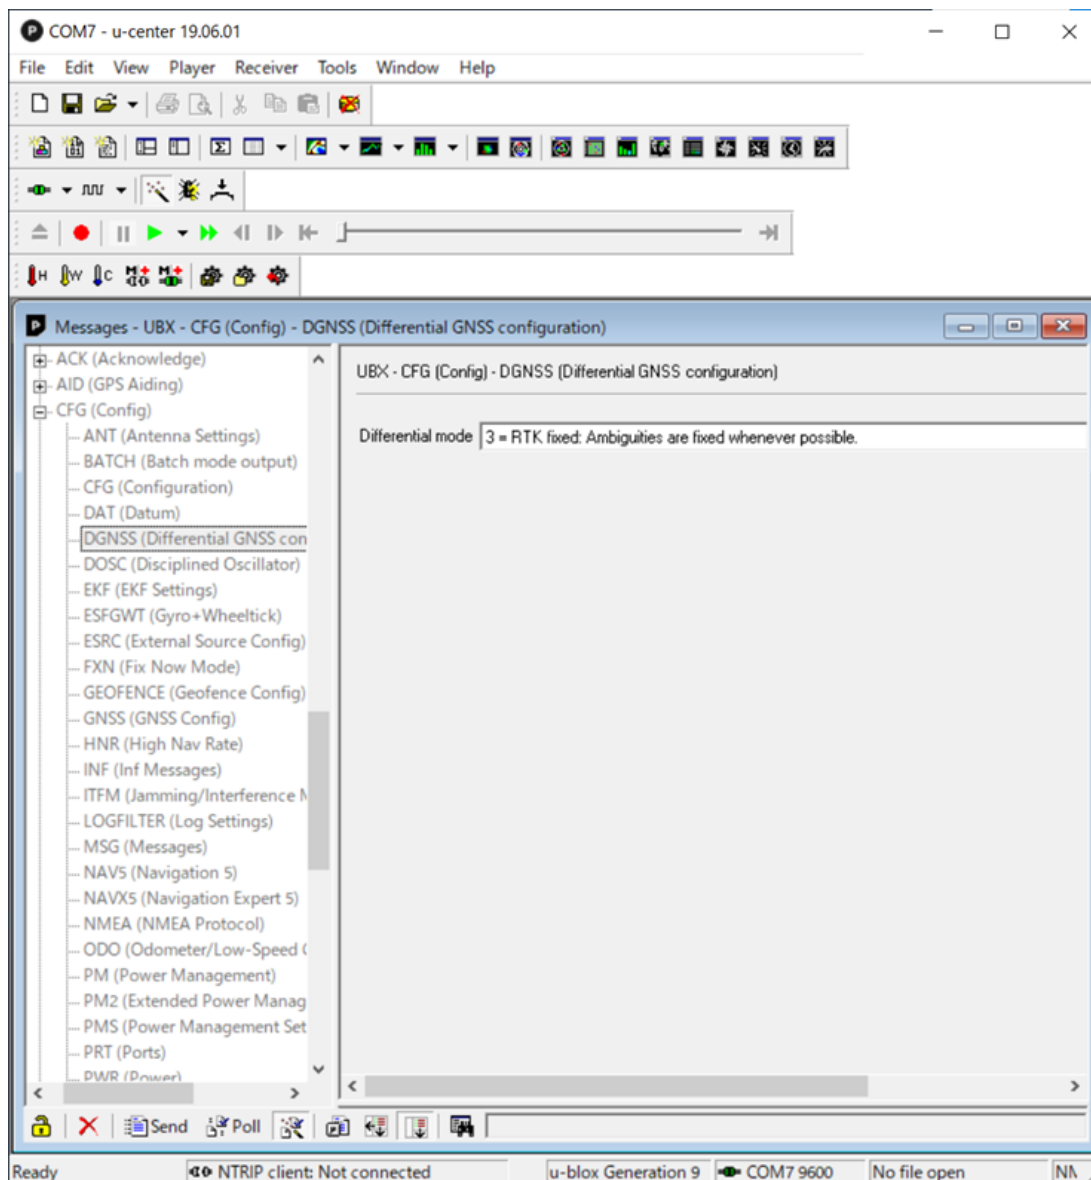 COM7 - u-center 19.06.01
File Edit View Player Receiver Tools Window Help
H W C
Messages - UBX - CFG (Config) - DGNSS (Differential GNSS configuration)
ACK (Acknowledge)
AID (GPS Aiding)
CFG (Config)
ANT (Antenna Settings)
BATCH (Batch mode output)
CFG (Configuration)
DAT (Datum)
DGNSS (Differential GNSS con
DOSC (Disciplined Oscillator)
EKF (EKF Settings)
ESFGWT (Gyro+Wheeltick)
ESRC (External Source Config)
FXN (Fix Now Mode)
GEOFENCE (Geofence Config)
GNSS (GNSS Config)
HNR (High Nav Rate)
INF (Inf Messages)
ITFM (Jamming/Interference M
LOGFILTER (Log Settings)
MSG (Messages)
NAV5 (Navigation 5)
NAVX5 (Navigation Expert 5)
NMEA (NMEA Protocol)
ODO (Odometer/Low-Speed
PM (Power Management)
PM2 (Extended Power Manag
PMS (Power Management Set
PRT (Ports)
PWR (Power)
UBX - CFG (Config) - DGNSS (Differential GNSS configuration)
Differential mode 3 = RTK fixed: Ambiguities are fixed whenever possible.
Send Poll
Ready NTRIP client: Not connected u-blox Generation 9 COM7 9600 No file open